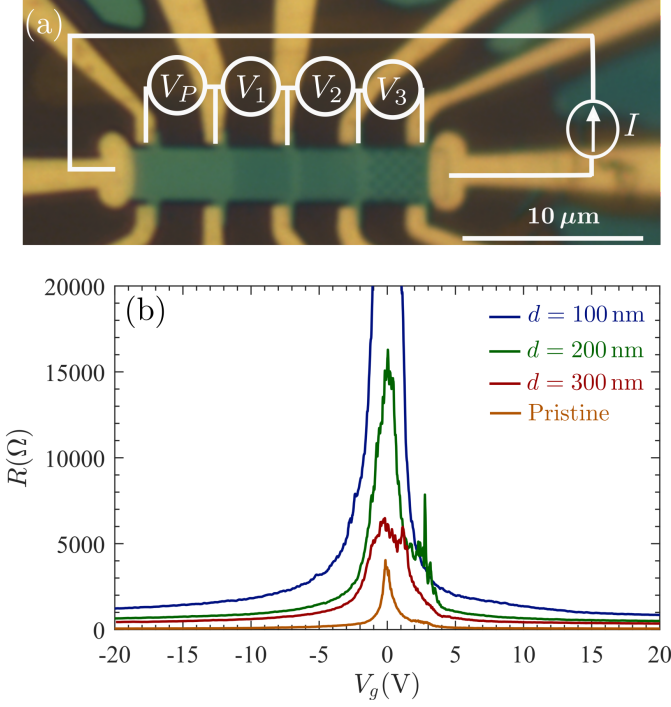 (a)
V_P V_1 V_2 V_3
I
10 μm
(b)
d = 100 nm
d = 200 nm
d = 300 nm
Pristine
R(Ω)
20000
15000
10000
5000
0
-20 -15 -10 -5 0 5 10 15 20
V_g(V)